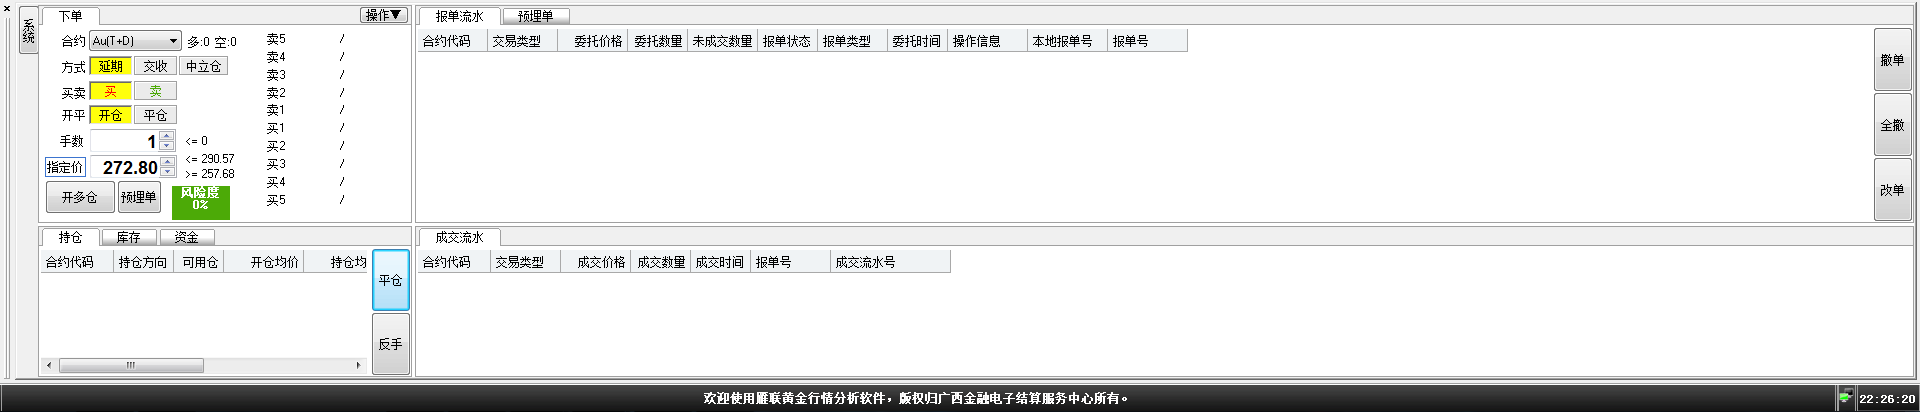 系统
下单 操作▼
合约 Au(T+D) 多:0 空:0
方式 延期 交收 中立仓
买卖 买 卖
开平 开仓 平仓
手数 1 <= 0
指定价 272.80 <= 290.57
>= 257.68
开多仓 预埋单 风险度
0%
卖5 /
卖4 /
卖3 /
卖2 /
卖1 /
买1 /
买2 /
买3 /
买4 /
买5 /
报单流水 预埋单
合约代码 交易类型 委托价格 委托数量 未成交数量 报单状态 报单类型 委托时间 操作信息 本地报单号 报单号
撤单
全撤
改单
持仓 库存 资金
合约代码 持仓方向 可用仓 开仓均价 持仓均
平仓
反手
成交流水
合约代码 交易类型 成交价格 成交数量 成交时间 报单号 成交流水号
欢迎使用雁联黄金行情分析软件，版权归广西金融电子结算服务中心所有。
22:26:20